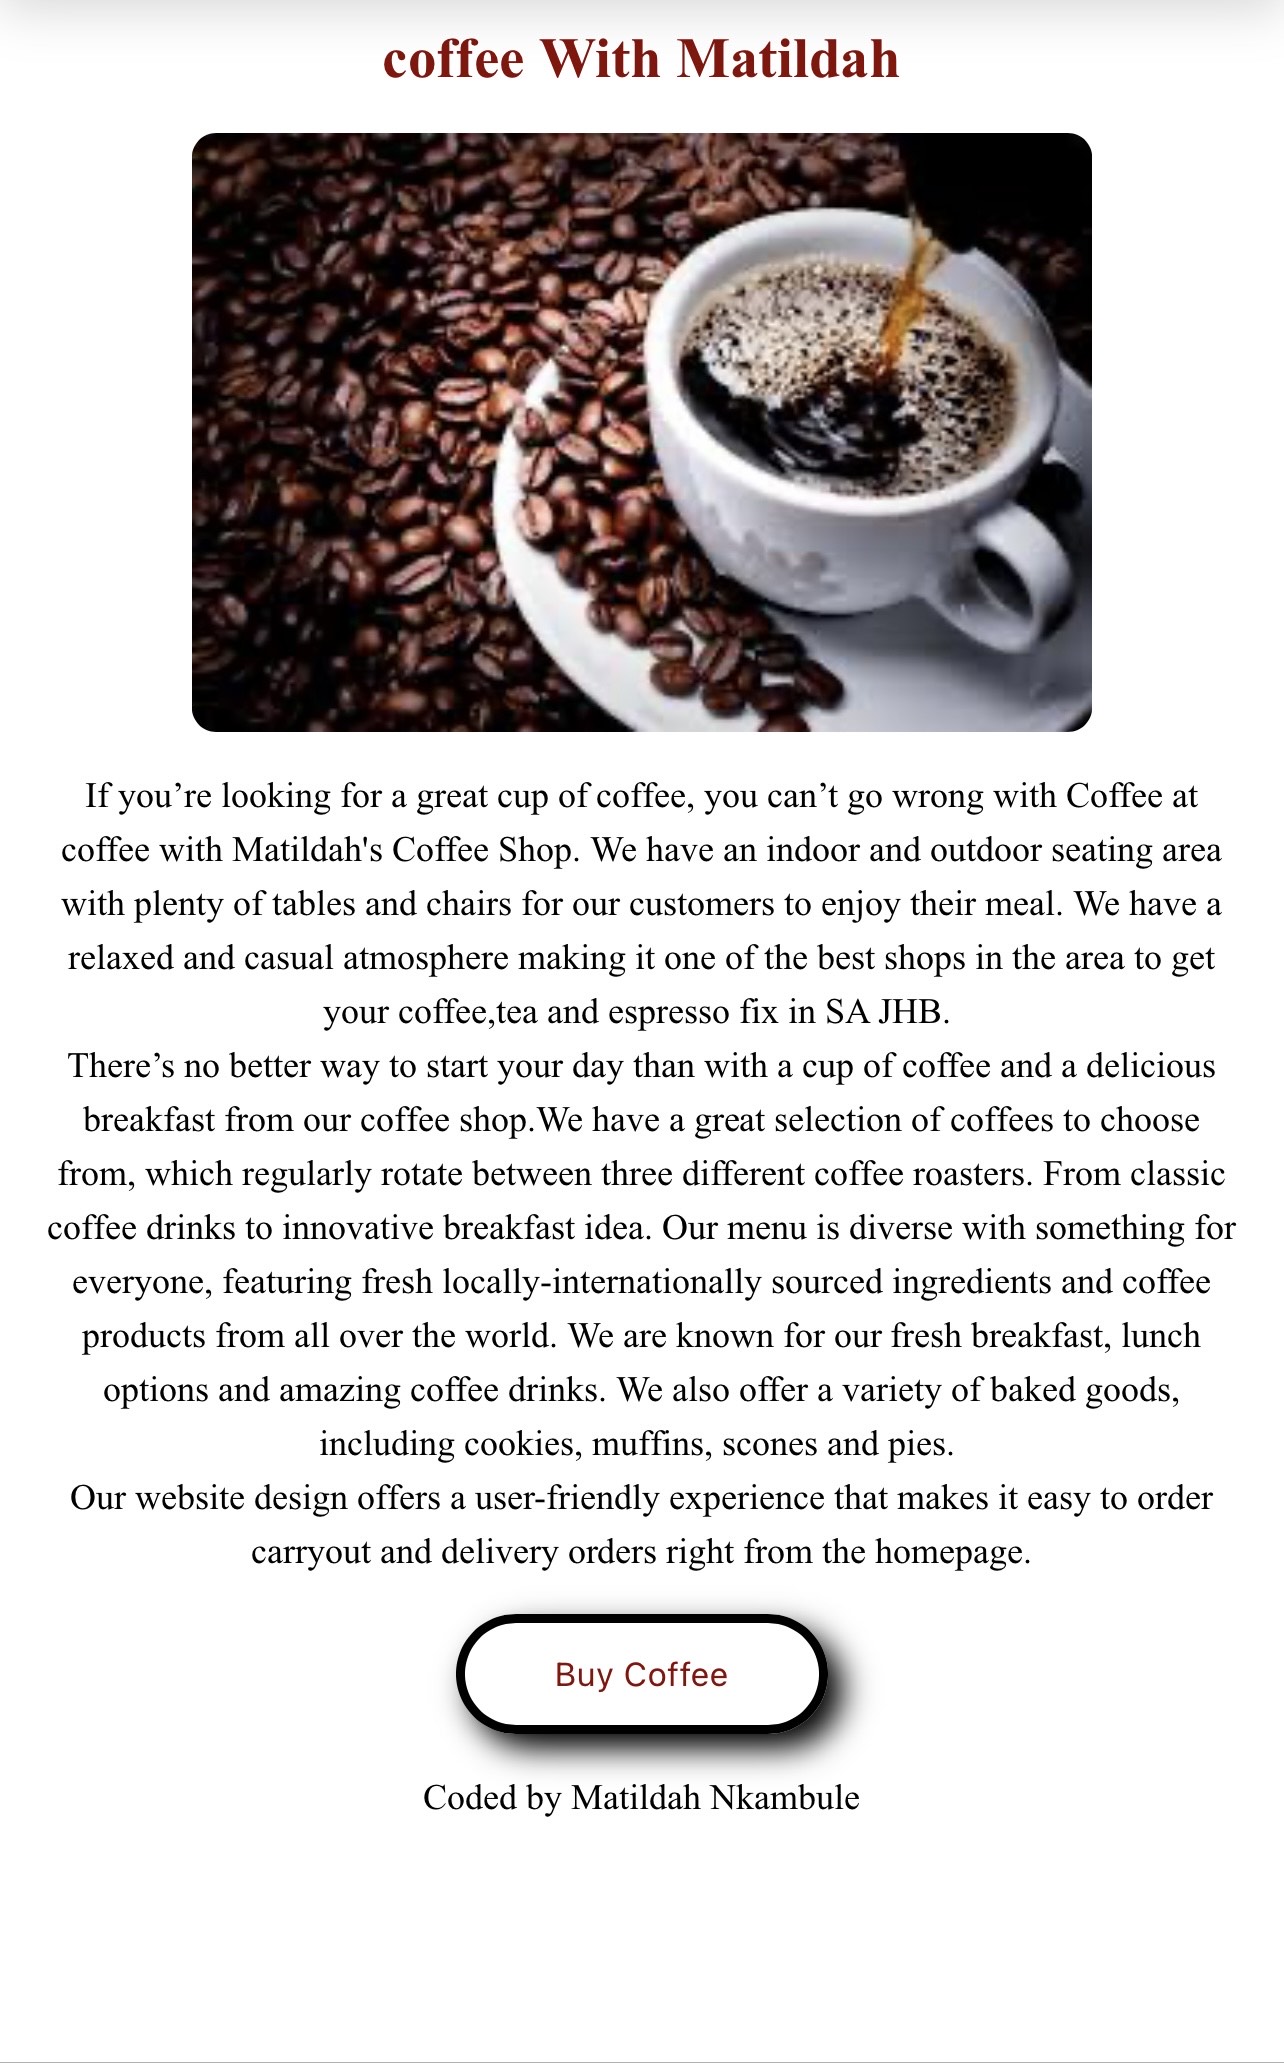 coffee With Matildah
If you’re looking for a great cup of coffee, you can’t go wrong with Coffee at
coffee with Matildah's Coffee Shop. We have an indoor and outdoor seating area
with plenty of tables and chairs for our customers to enjoy their meal. We have a
relaxed and casual atmosphere making it one of the best shops in the area to get
your coffee,tea and espresso fix in SA JHB.
There’s no better way to start your day than with a cup of coffee and a delicious
breakfast from our coffee shop.We have a great selection of coffees to choose
from, which regularly rotate between three different coffee roasters. From classic
coffee drinks to innovative breakfast idea. Our menu is diverse with something for
everyone, featuring fresh locally-internationally sourced ingredients and coffee
products from all over the world. We are known for our fresh breakfast, lunch
options and amazing coffee drinks. We also offer a variety of baked goods,
including cookies, muffins, scones and pies.
Our website design offers a user-friendly experience that makes it easy to order
carryout and delivery orders right from the homepage.
Buy Coffee
Coded by Matildah Nkambule